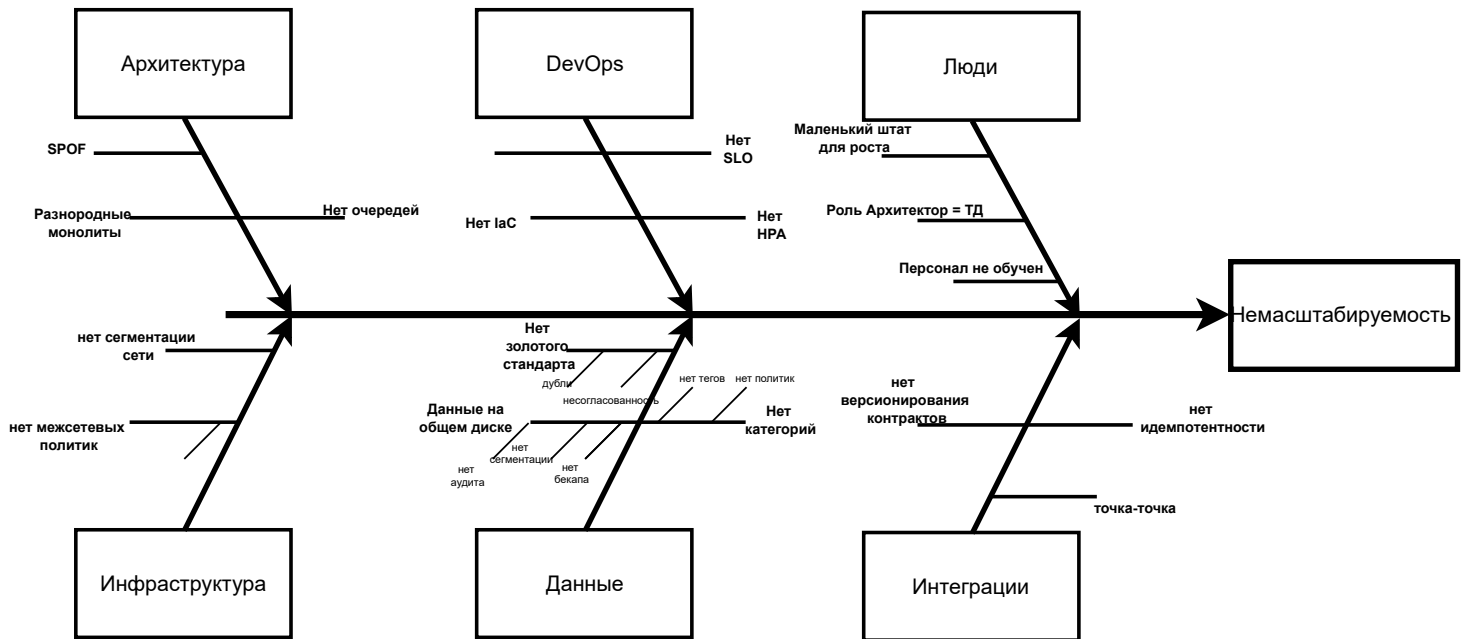 Архитектура
DevOps
Люди
SPOF
Нет
SLO
Маленький штат
для роста
Разнородные
монолиты
Нет очередей
Нет IaC
Нет
HPA
Роль Архитектор = ТД
Персонал не обучен
Немасштабируемость
нет сегментации
сети
Нет
золотого
стандарта
дубли
несогласованность
нет тегов
нет политик
нет межсетевых
политик
Данные на
общем диске
Нет
категорий
нет
аудита
нет
сегментации
нет
бекапа
нет
версионирования
контрактов
нет
идемпотентности
точка-точка
Инфраструктура
Данные
Интеграции